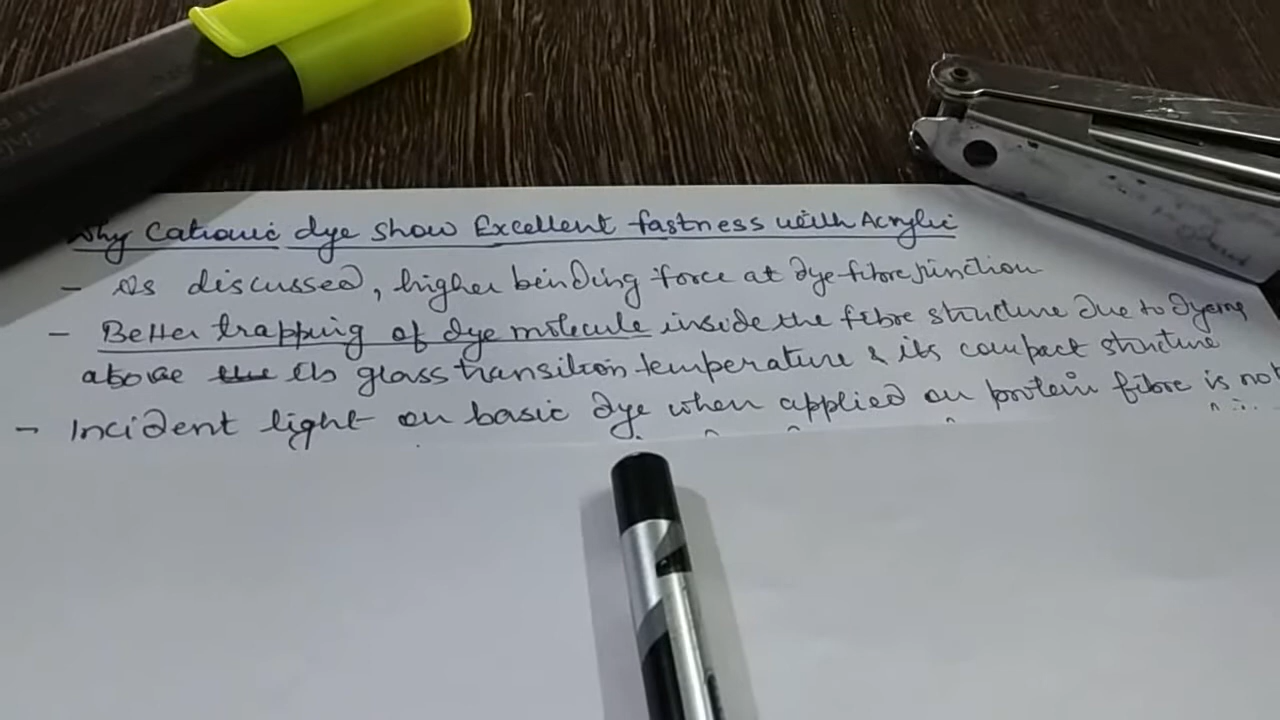 Why Cationic dye show Excellent fastness with Acrylic
- As discussed, higher beinding force at dye-fibre junction
- Better trapping of dye molecule inside the fibre structure due to dyeing
above its glass transition temperature & its compact structure
- Incident light on basic dye when applied on protein fibre is not